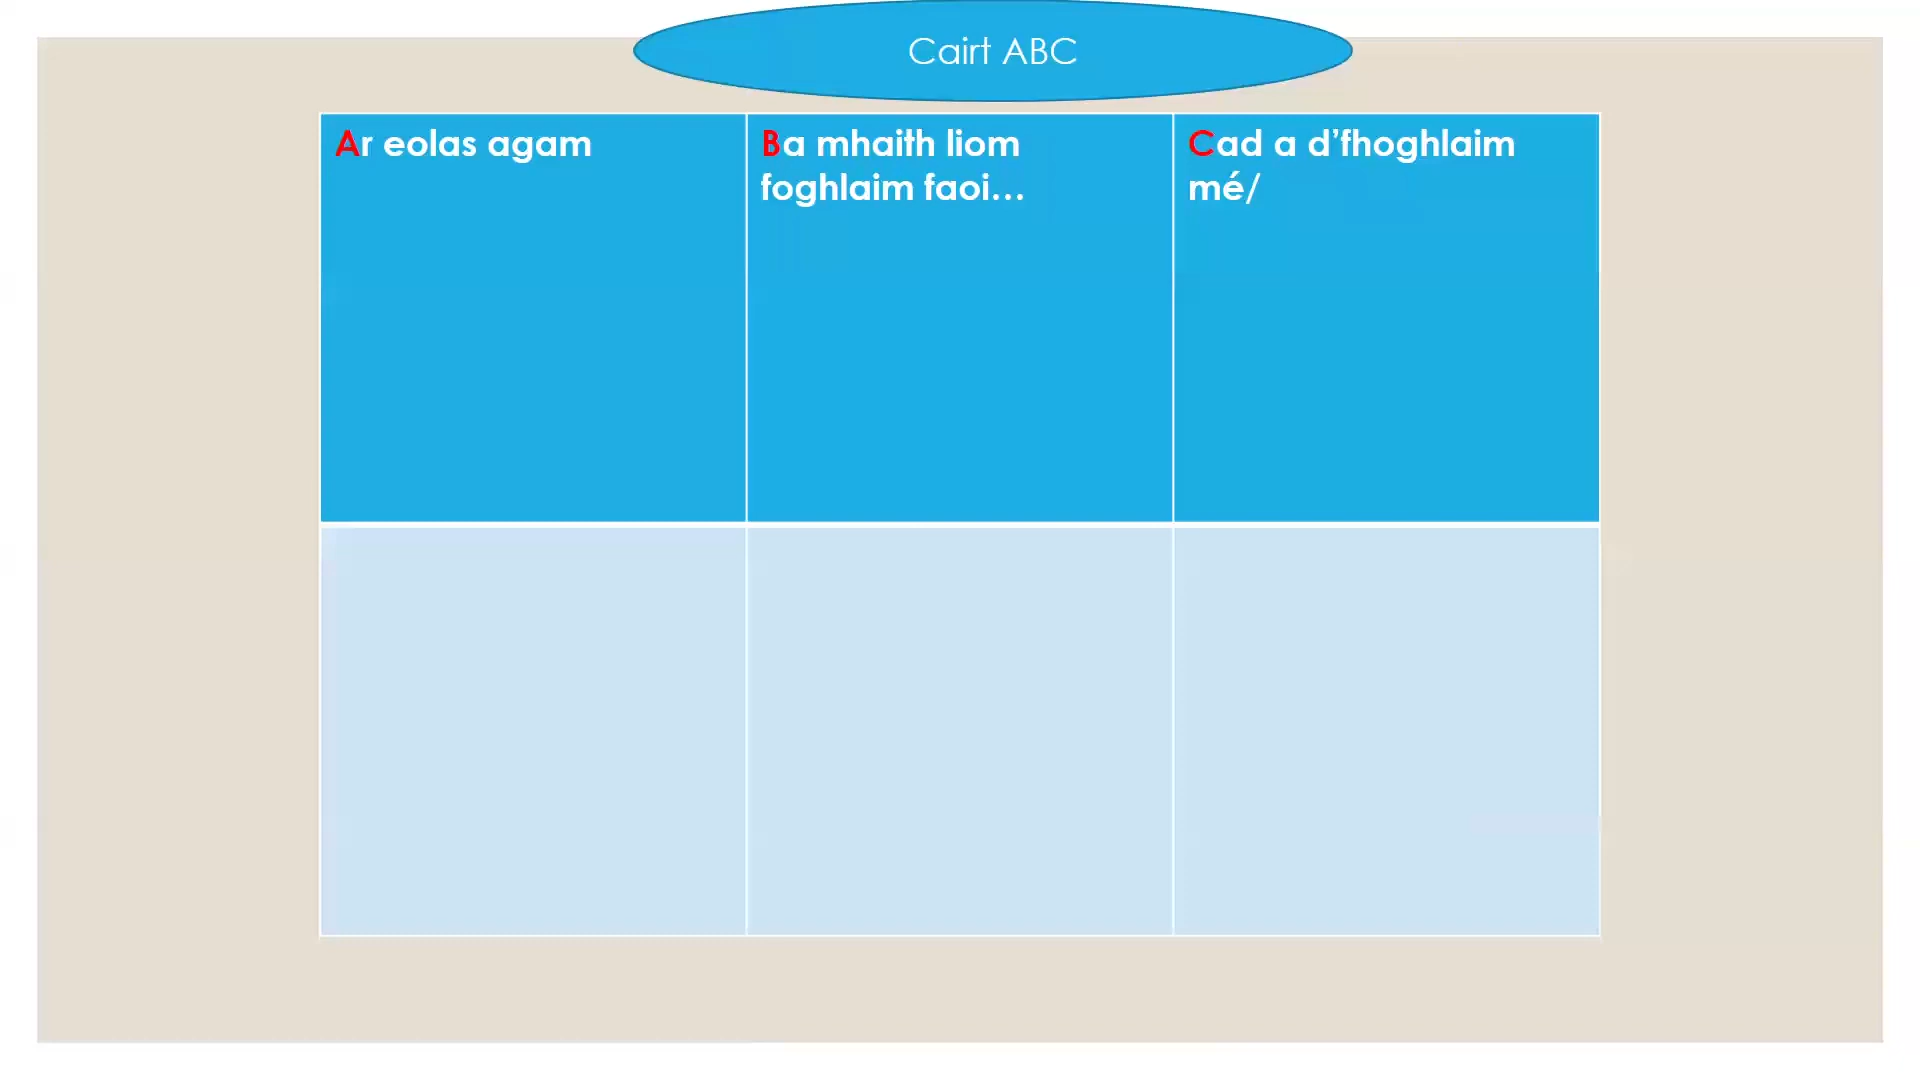 Cairt ABC
Ar eolas agam
Ba mhaith liom
foghlaim faoi…
Cad a d’fhoghlaim
mé/